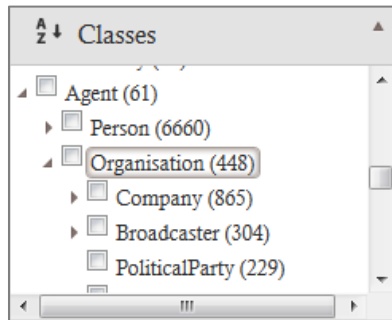 Classes
Agent (61)
Person (6660)
Organisation (448)
Company (865)
Broadcaster (304)
PoliticalParty (229)